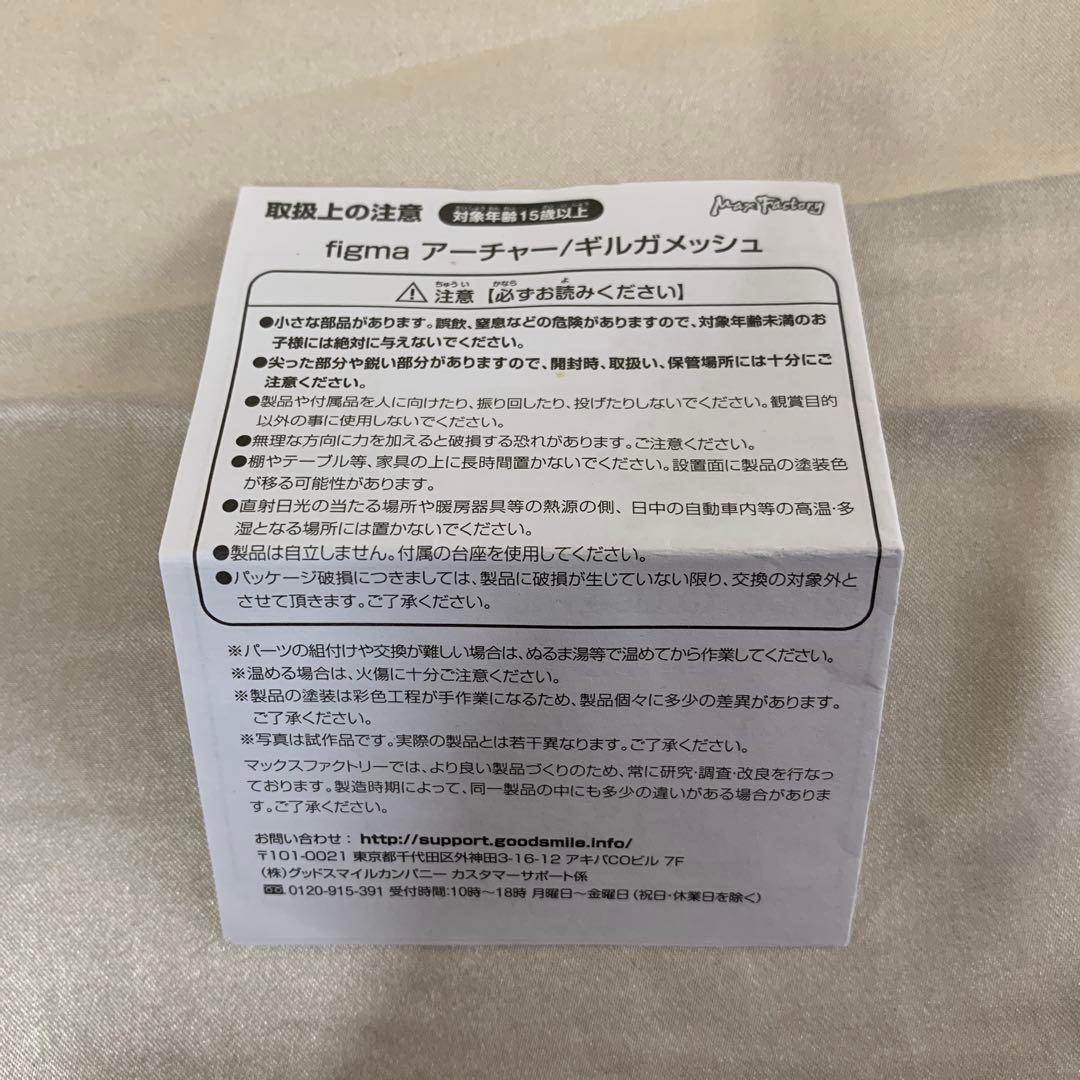 取扱上の注意 対象年齢15歳以上 Max Factory
figma アーチャー/ギルガメッシュ
⚠ 注意【必ずお読みください】
●小さな部品があります。誤飲、窒息などの危険がありますので、対象年齢未満のお
子様には絶対に与えないでください。
●尖った部分や鋭い部分がありますので、開封時、取扱い、保管場所には十分にご
注意ください。
●製品や付属品を人に向けたり、振り回したり、投げたりしないでください。観賞目的
以外の事に使用しないでください。
●無理な方向に力を加えると破損する恐れがあります。ご注意ください。
●棚やテーブル等、家具の上に長時間置かないでください。設置面に製品の塗装色
が移る可能性があります。
●直射日光の当たる場所や暖房器具等の熱源の側、日中の自動車内等の高温・多
湿となる場所には置かないでください。
●製品は自立しません。付属の台座を使用してください。
●パッケージ破損につきましては、製品に破損が生じていない限り、交換の対象外と
させて頂きます。ご了承ください。
※パーツの組付けや交換が難しい場合は、ぬるま湯等で温めてから作業してください。
※温める場合は、火傷に十分ご注意ください。
※製品の塗装は彩色工程が手作業になるため、製品個々に多少の差異があります。
ご了承ください。
※写真は試作品です。実際の製品とは若干異なります。ご了承ください。
マックスファクトリーでは、より良い製品づくりのため、常に研究・調査・改良を行なっ
ております。製造時期によって、同一製品の中にも多少の違いがある場合がありま
す。ご了承ください。
お問い合わせ： http://support.goodsmile.info/
〒101-0021 東京都千代田区外神田3-16-12 アキバCOビル 7F
(株)グッドスマイルカンパニー カスタマーサポート係
0120-915-391 受付時間:10時～18時 月曜日～金曜日(祝日・休業日を除く)